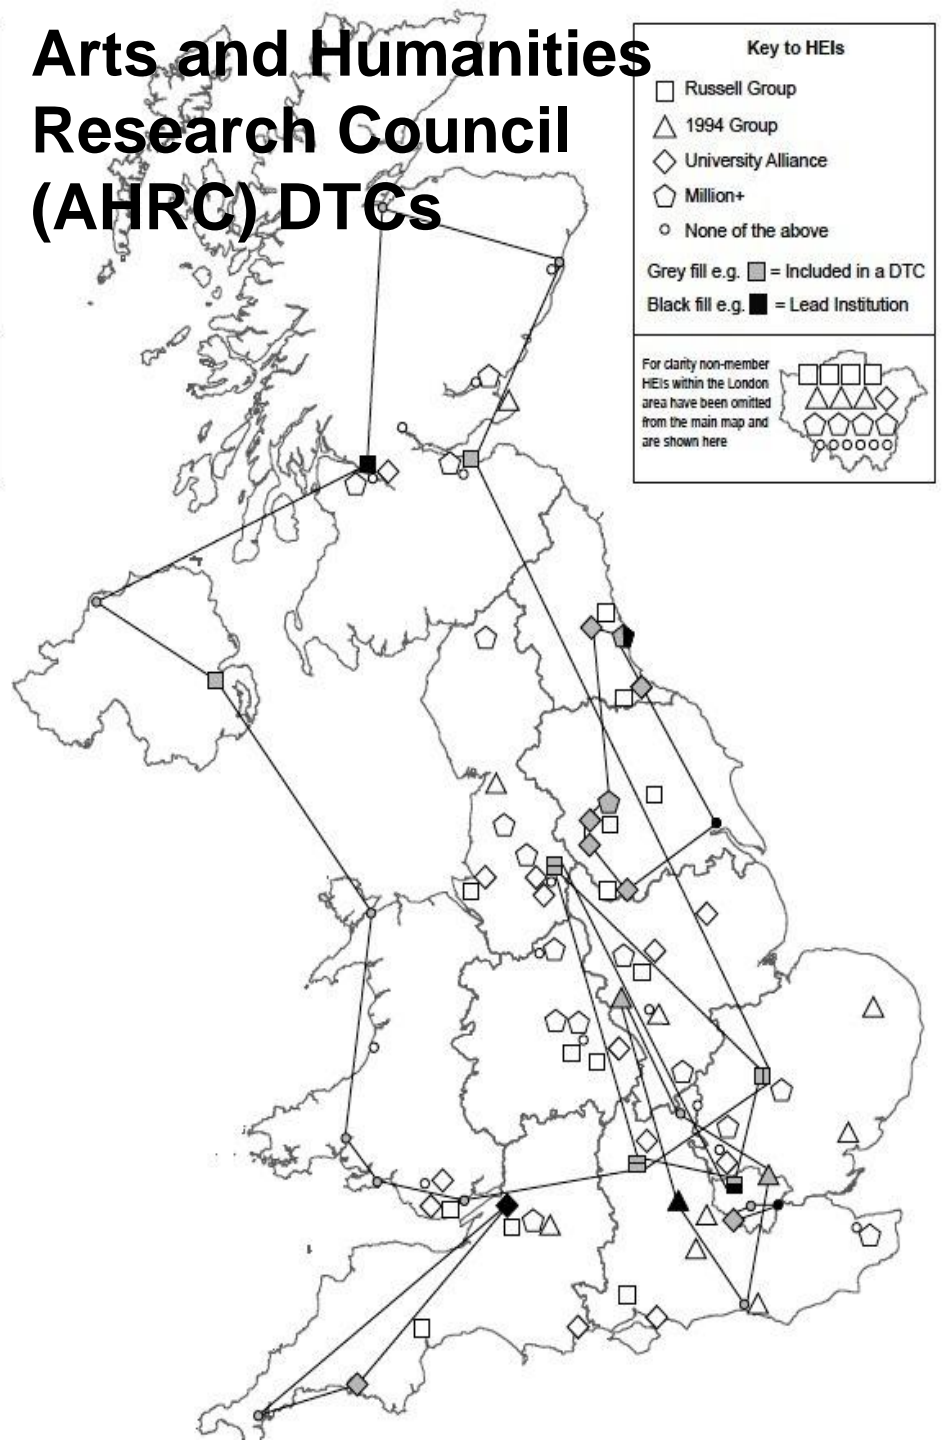 Arts and Humanities
Research Council
(AHRC) DTCs
Key to HEIs
Russell Group
1994 Group
University Alliance
Million+
None of the above
Grey fill e.g. = Included in a DTC
Black fill e.g. = Lead Institution
For clarity non-member
HEIs within the London
area have been omitted
from the main map and
are shown here